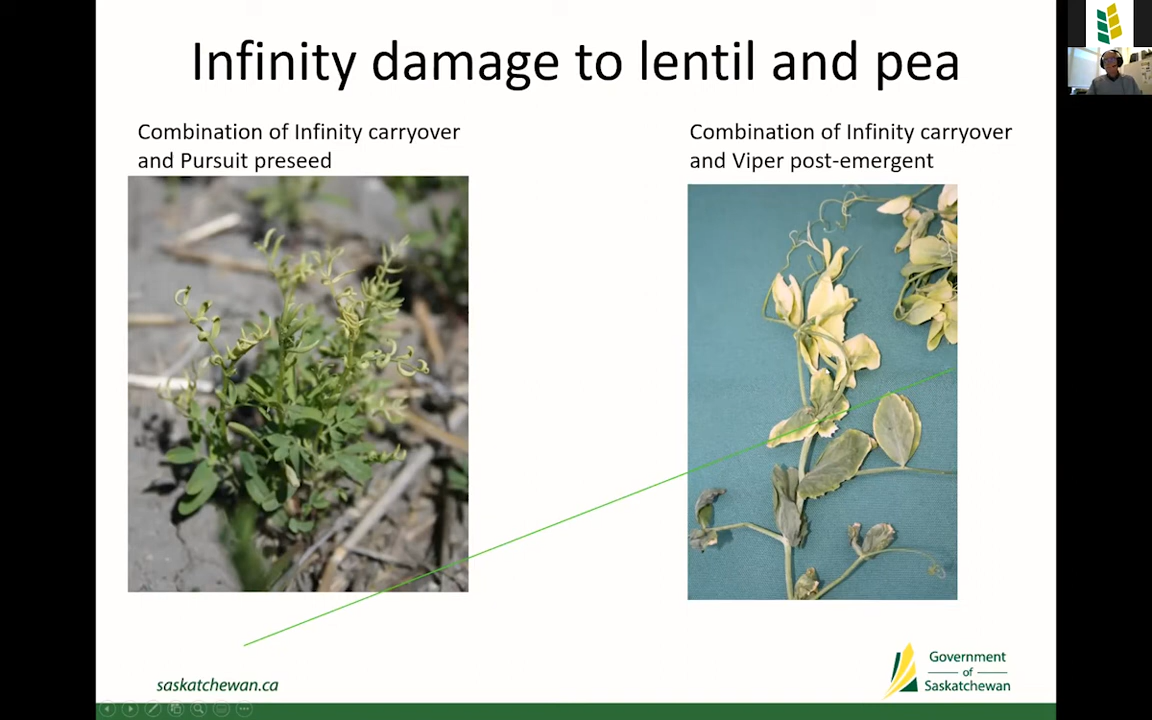 Infinity damage to lentil and pea
Combination of Infinity carryover
and Pursuit preseed
Combination of Infinity carryover
and Viper post-emergent
saskatchewan.ca
Government
of
Saskatchewan